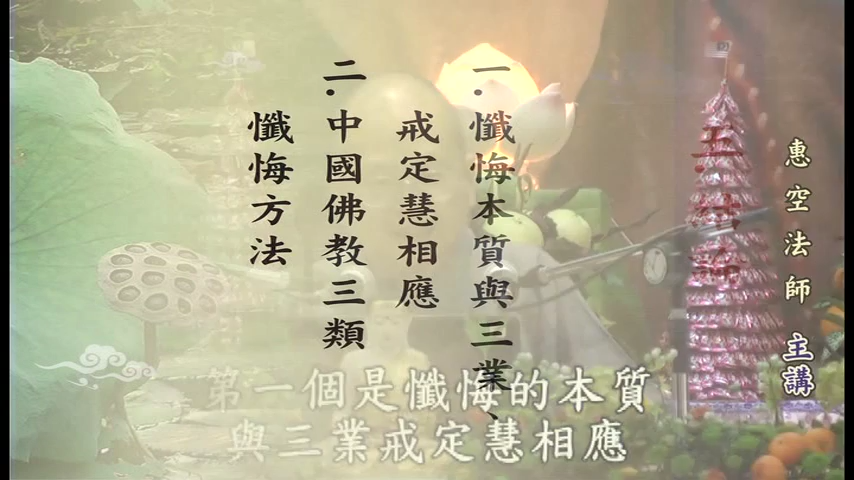 一.懺悔本質與三業、
戒定慧相應
二.中國佛教三類
懺悔方法
惠空法師 主講
第一個是懺悔的本質
與三業戒定慧相應